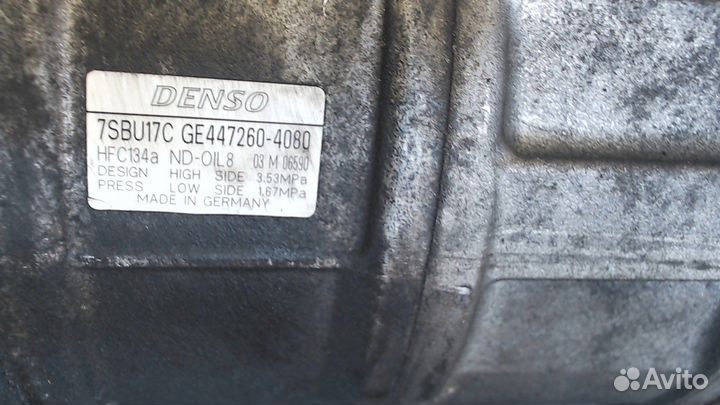 DENSO
7SBU17C GE447260-4080
HFC134a ND-OIL8 03 M 06590
DESIGN HIGH SIDE 3.53MPa
PRESS LOW SIDE 1.67MPa
MADE IN GERMANY
Avito